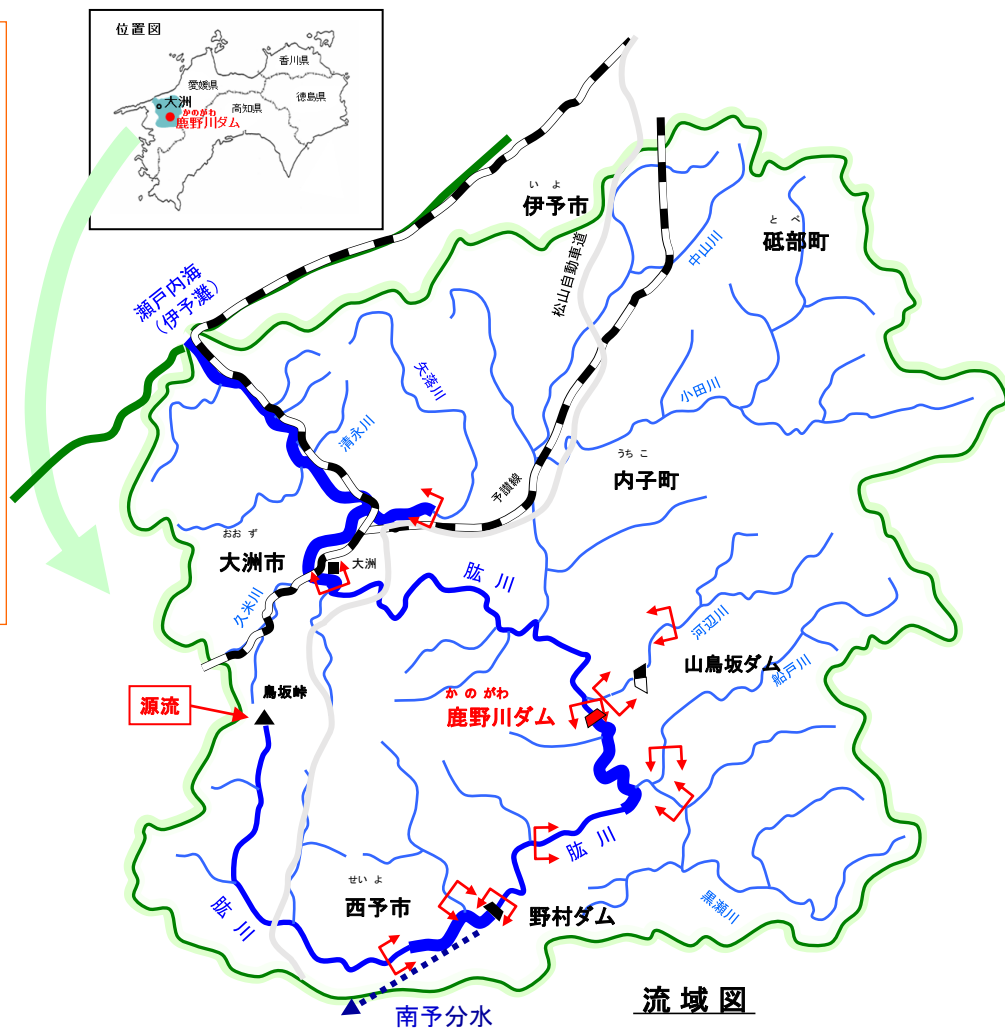 位置図
香川県
愛媛県
徳島県
大洲
高知県
かのがわ
鹿野川ダム
いよ
伊予市
とべ
砥部町
松山自動車道
中山川
瀬戸内海
（伊予灘）
矢落川
小田川
清永川
うちこ
内子町
予讃線
おおず
大洲市
大洲
肱川
久米川
河辺川
山鳥坂ダム
船戸川
鳥坂峠
源流
かのがわ
鹿野川ダム
肱川
せいよ
西予市
肱川
野村ダム
黒瀬川
南予分水
流域図